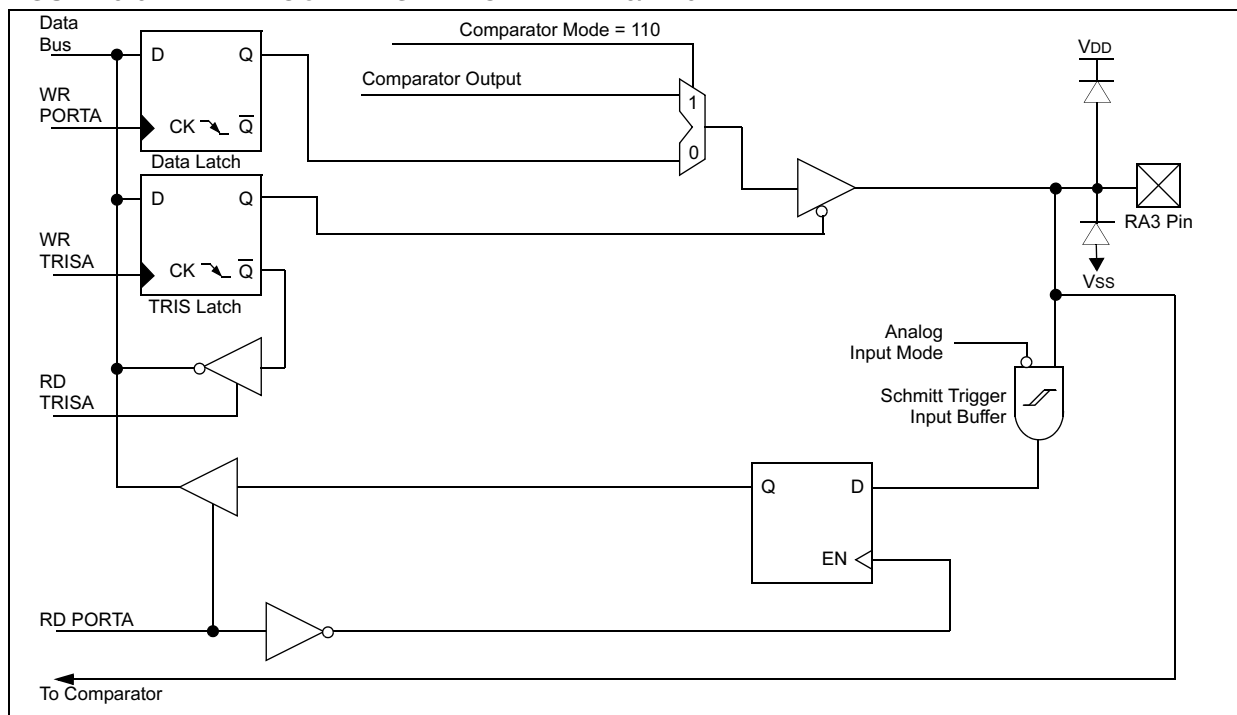 Data
Bus
D
Q
WR
PORTA
CK
Q
Data Latch
Comparator Mode = 110
Comparator Output
1
0
VDD
RA3 Pin
VSS
D
Q
WR
TRISA
CK
Q
TRIS Latch
RD
TRISA
Analog
Input Mode
Schmitt Trigger
Input Buffer
Q
D
EN
RD PORTA
To Comparator